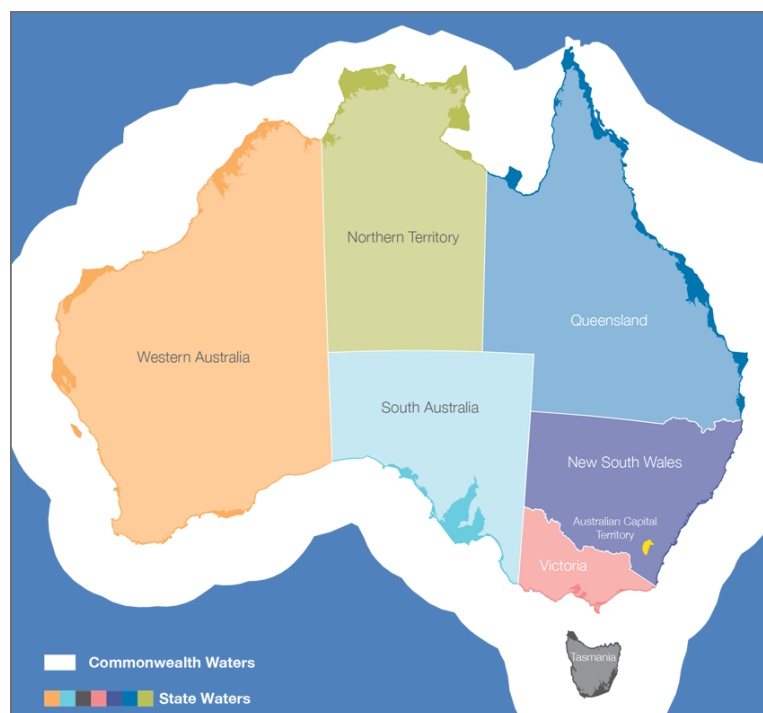 Northern Territory
Queensland
Western Australia
South Australia
New South Wales
Australian Capital
Territory
Victoria
Tasmania
Commonwealth Waters
State Waters